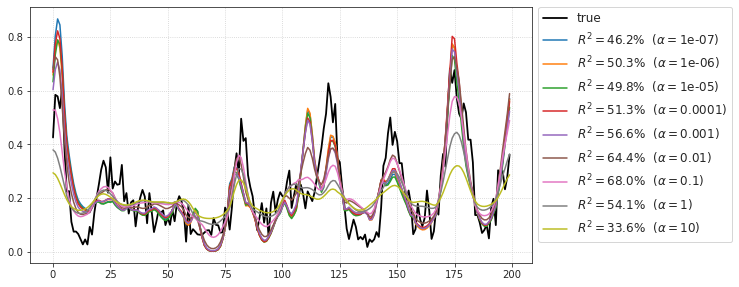 0.8
0.6
0.4
0.2
0.0
0
25
50
75
100
125
150
175
200
true
R² = 46.2%  (α = 1e-07)
R² = 50.3%  (α = 1e-06)
R² = 49.8%  (α = 1e-05)
R² = 51.3%  (α = 0.0001)
R² = 56.6%  (α = 0.001)
R² = 64.4%  (α = 0.01)
R² = 68.0%  (α = 0.1)
R² = 54.1%  (α = 1)
R² = 33.6%  (α = 10)